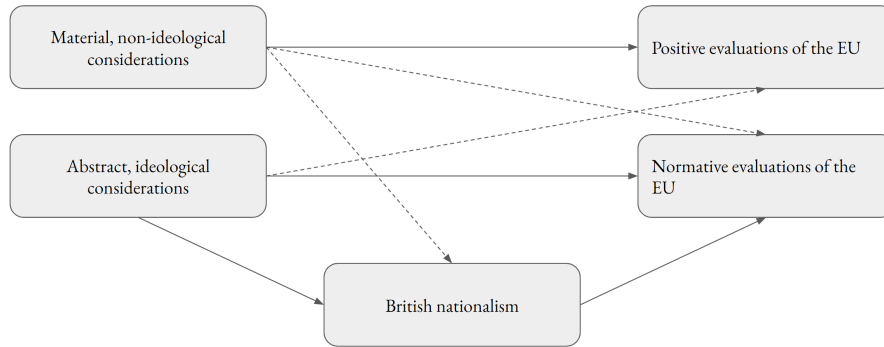 Material, non-ideological
considerations
Positive evaluations of the EU
Abstract, ideological
considerations
Normative evaluations of the
EU
British nationalism